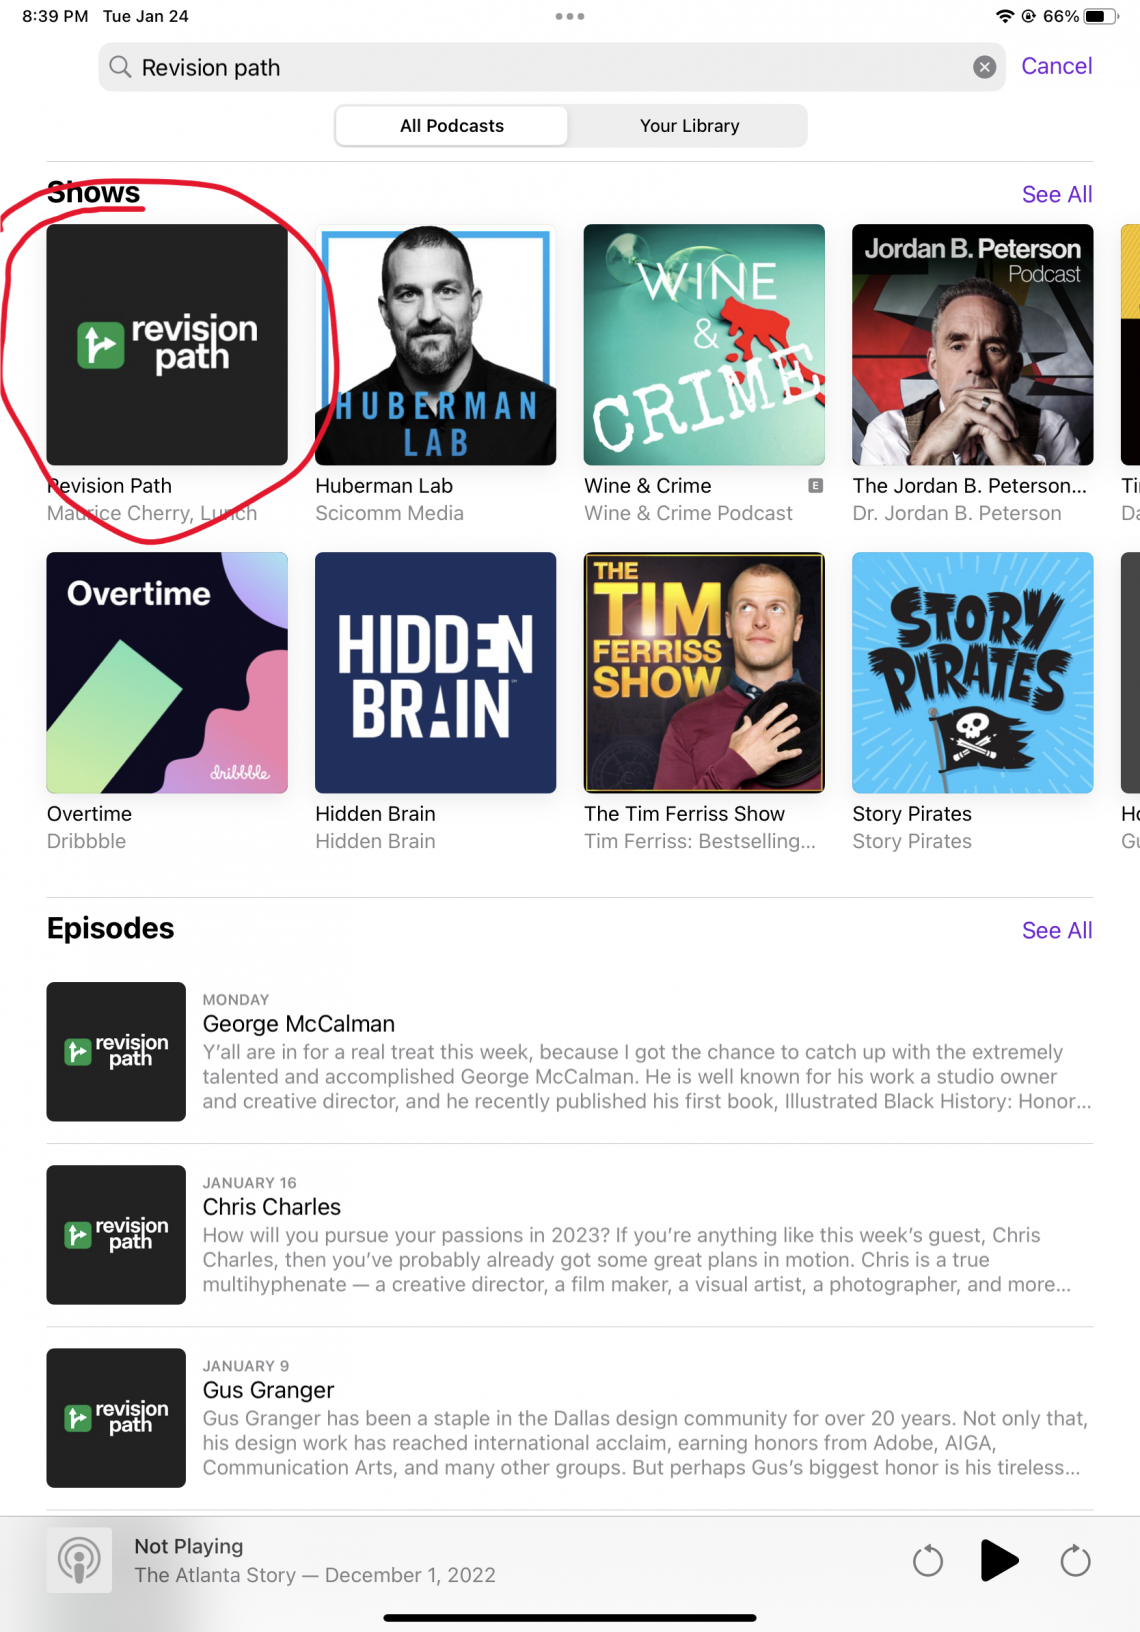 8:39 PM Tue Jan 24
66%
Revision path
Cancel
All Podcasts
Your Library
Shows
See All
revision
path
HUBERMAN
LAB
WINE
&
CRIME
Jordan B. Peterson
Podcast
Revision Path
Maurice Cherry, Lunch
Huberman Lab
Scicomm Media
Wine & Crime
E
Wine & Crime Podcast
The Jordan B. Peterson...
Dr. Jordan B. Peterson
Overtime
dribbble
HIDDEN
BRAIN
THE
TIM
FERRISS
SHOW
STORY
PIRATES
Overtime
Dribbble
Hidden Brain
Hidden Brain
The Tim Ferriss Show
Tim Ferriss: Bestselling...
Story Pirates
Story Pirates
Episodes
See All
revision
path
MONDAY
George McCalman
Y'all are in for a real treat this week, because I got the chance to catch up with the extremely
talented and accomplished George McCalman. He is well known for his work a studio owner
and creative director, and he recently published his first book, Illustrated Black History: Honor...
revision
path
JANUARY 16
Chris Charles
How will you pursue your passions in 2023? If you're anything like this week's guest, Chris
Charles, then you've probably already got some great plans in motion. Chris is a true
multihyphenate — a creative director, a film maker, a visual artist, a photographer, and more...
revision
path
JANUARY 9
Gus Granger
Gus Granger has been a staple in the Dallas design community for over 20 years. Not only that,
his design work has reached international acclaim, earning honors from Adobe, AIGA,
Communication Arts, and many other groups. But perhaps Gus's biggest honor is his tireless...
Not Playing
The Atlanta Story — December 1, 2022